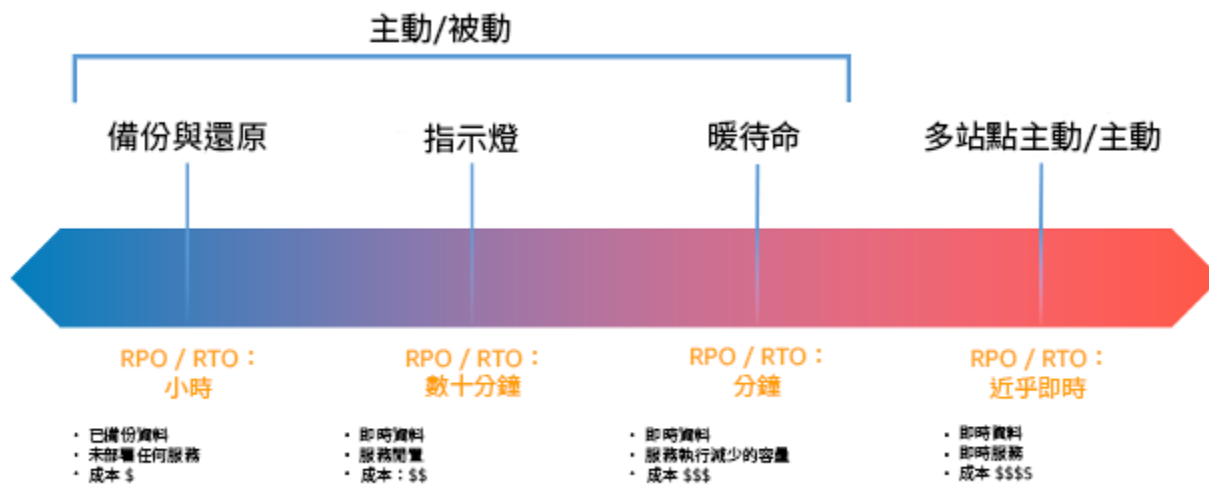 主動/被動
備份與還原
指示燈
暖待命
多站點主動/主動
RPO / RTO：
小時
RPO / RTO：
數十分鐘
RPO / RTO：
分鐘
RPO / RTO：
近乎即時
・ 已備份資料
・ 未部署任何服務
・ 成本 $
・ 即時資料
・ 服務閒置
・ 成本：$$
・ 即時資料
・ 服務執行減少的容量
・ 成本 $$$
・ 即時資料
・ 即時服務
・ 成本 $$$$